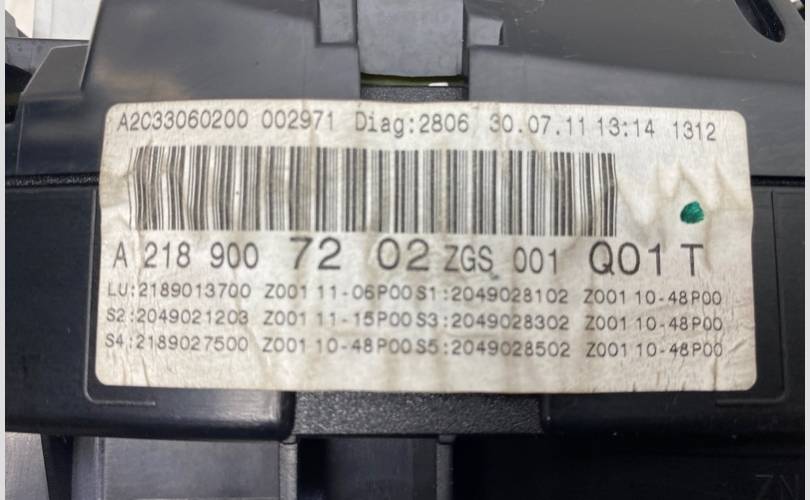 A2C33060200 002971 Diag:2806 30.07.11 13:14 1312
A 218 900 72 02 ZGS 001 Q01 T
LU:2189013700 Z001 11-06P00 S1:2049028102 Z001 10-48P00
S2:2049021203 Z001 11-15P00 S3:2049028302 Z001 10-48P00
S4:2189027500 Z001 10-48P00 S5:2049028502 Z001 10-48P00